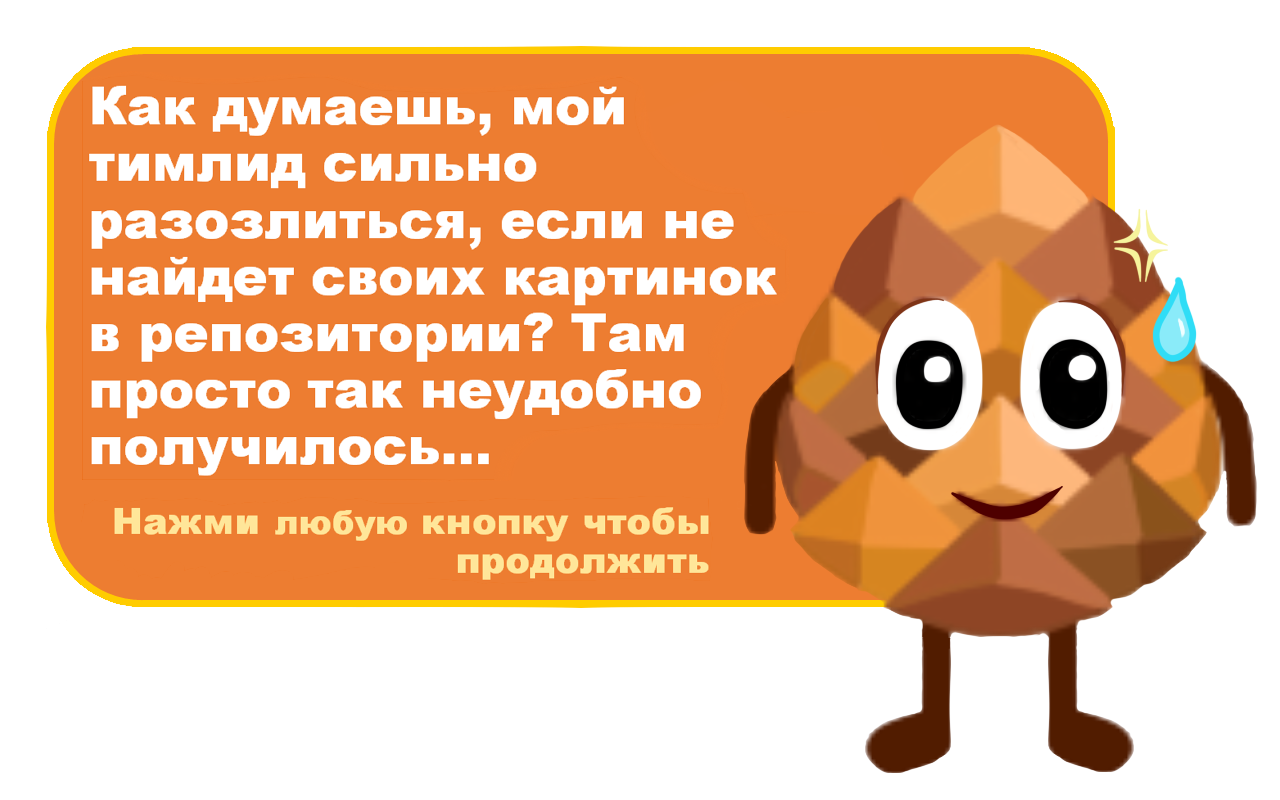 Как думаешь, мой
тимлид сильно
разозлиться, если не
найдет своих картинок
в репозитории? Там
просто так неудобно
получилось...
Нажми любую кнопку чтобы
продолжить